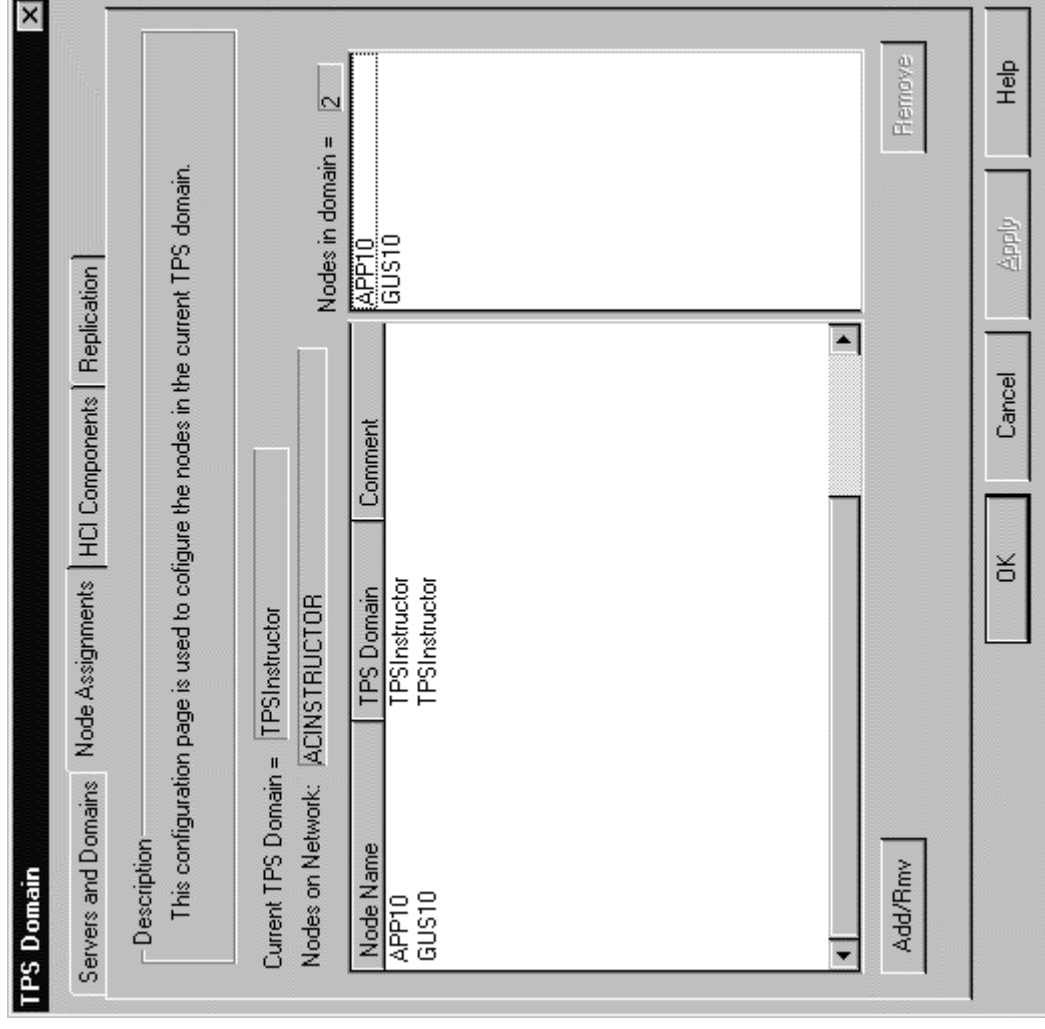 TPS Domain
Servers and Domains Node Assignments HCI Components Replication
Description
This configuration page is used to cofigure the nodes in the current TPS domain.
Current TPS Domain = TPSInstructor
Nodes on Network: ACINSTRUCTOR Nodes in domain = 2
Node Name TPS Domain Comment
APP10 TPSInstructor APP10
GUS10 TPSInstructor GUS10
Add/Rmv Remove
OK Cancel Apply Help